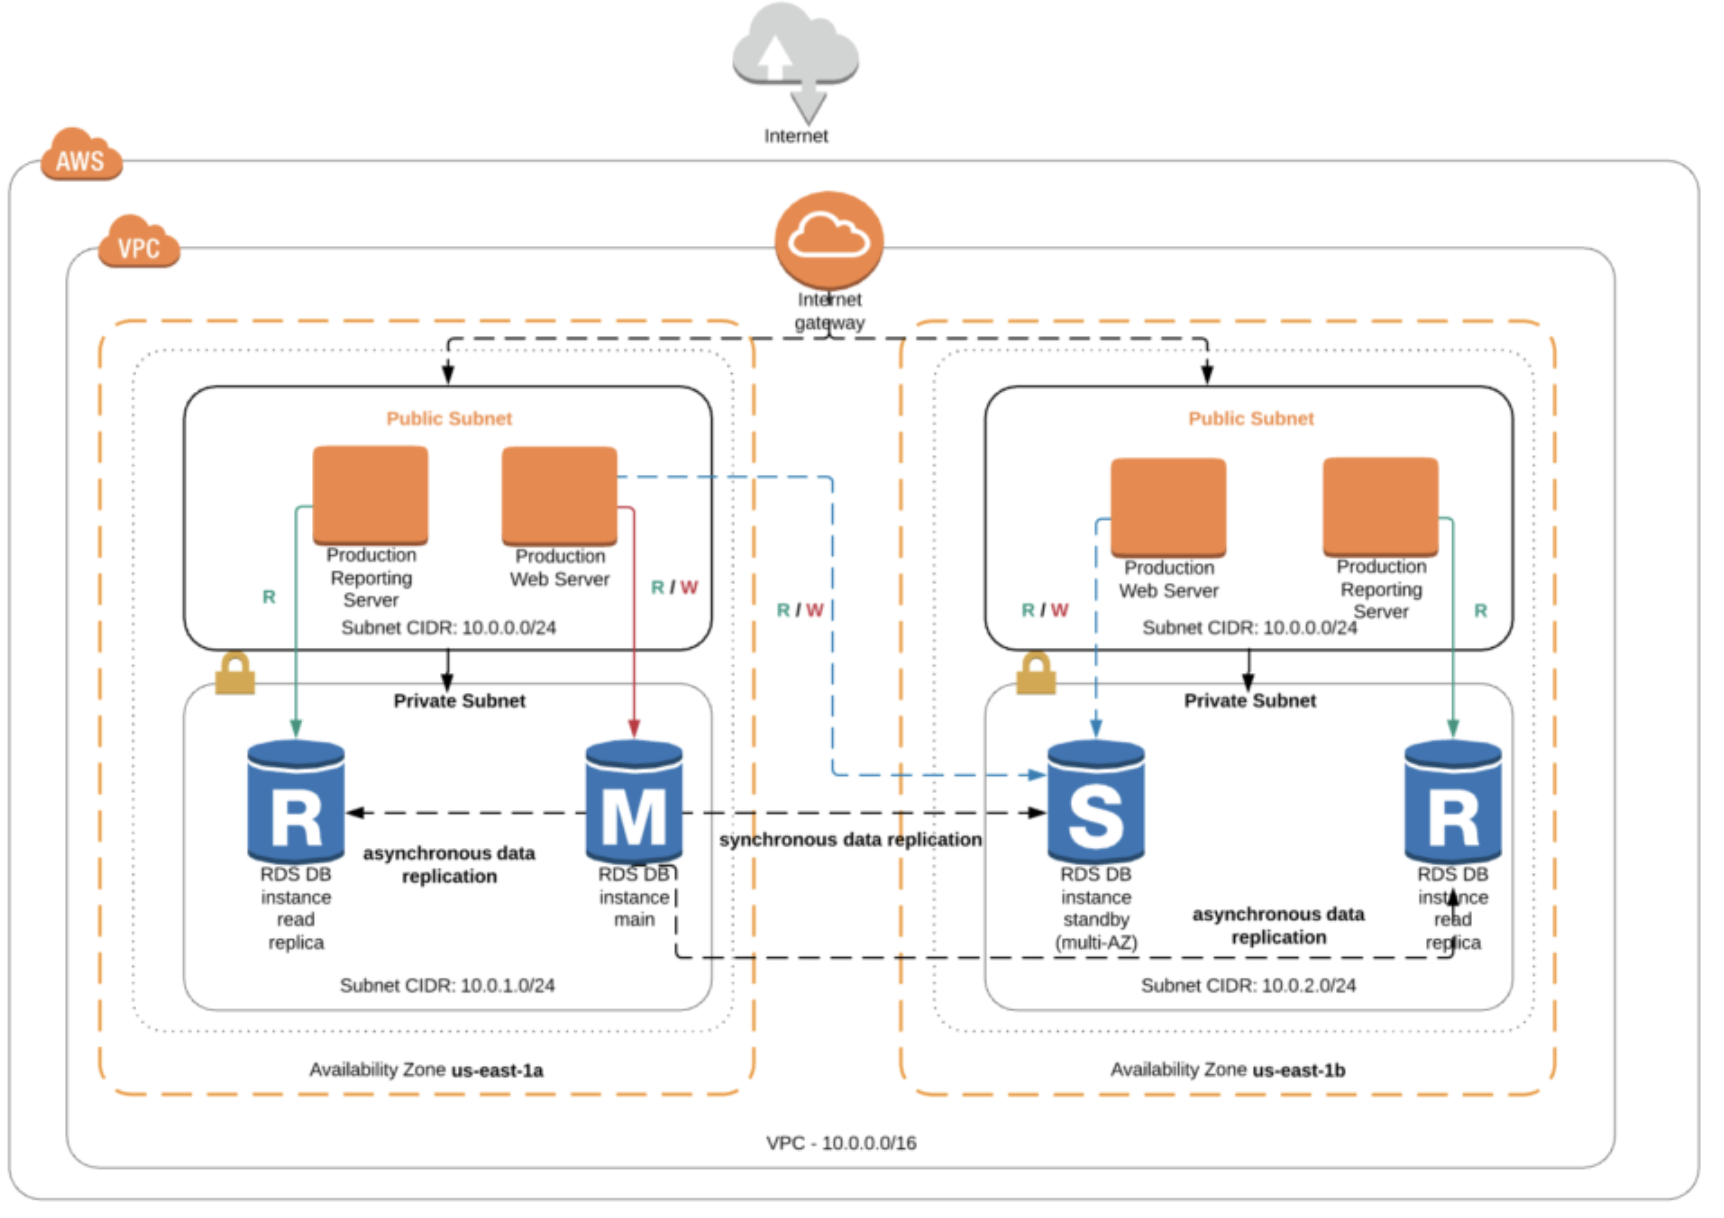 Internet
AWS
VPC
Internet
gateway
Public Subnet
Production
Reporting
Server
Production
Web Server
R
R / W
Subnet CIDR: 10.0.0.0/24
R / W
Public Subnet
Production
Web Server
Production
Reporting
Server
R / W
R
Subnet CIDR: 10.0.0.0/24
Private Subnet
R
M
asynchronous data
replication
RDS DB
instance
read
replica
RDS DB
instance
main
Subnet CIDR: 10.0.1.0/24
synchronous data replication
Private Subnet
S
R
RDS DB
instance
standby
(multi-AZ)
asynchronous data
replication
RDS DB
instance
read
replica
Subnet CIDR: 10.0.2.0/24
Availability Zone us-east-1a
Availability Zone us-east-1b
VPC - 10.0.0.0/16